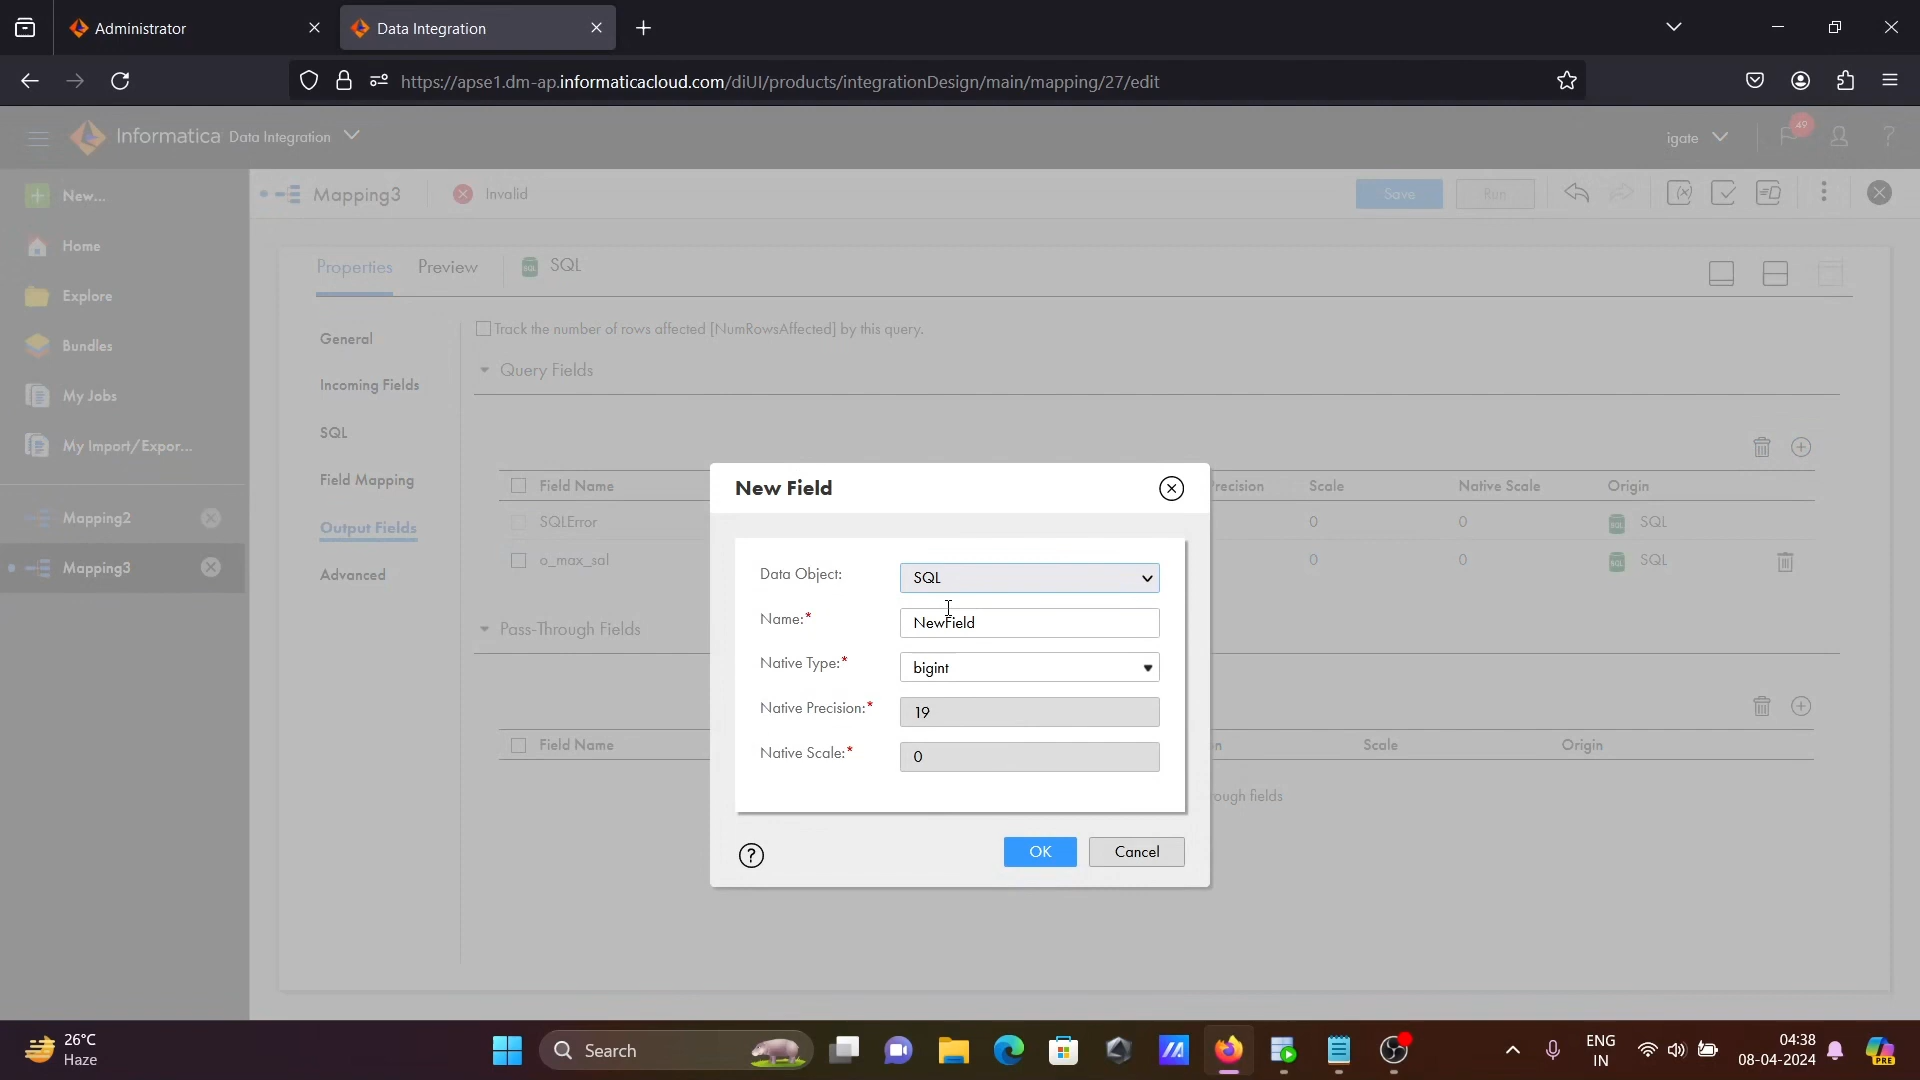 Administrator
Data Integration
https://apse1.dm-ap.informaticacloud.com/diUI/products/integrationDesign/main/mapping/27/edit
Informatica Data Integration
igate
49
?
New...
Mapping3
Invalid
Save
Run
Home
Explore
Bundles
My Jobs
My Import/Expor...
Mapping2
Mapping3
Properties
Preview
SQL
General
Incoming Fields
SQL
Field Mapping
Output Fields
Advanced
Track the number of rows affected [NumRowsAffected] by this query.
Query Fields
Field Name
Precision
Scale
Native Scale
Origin
SQLError
0
0
SQL
o_max_sal
0
0
SQL
Pass-Through Fields
Field Name
Scale
Origin
New Field
Data Object:
SQL
Name:*
NewField
Native Type:*
bigint
Native Precision:*
19
Native Scale:*
0
?
OK
Cancel
26°C
Haze
Search
ENG
IN
04:38
08-04-2024
PRE